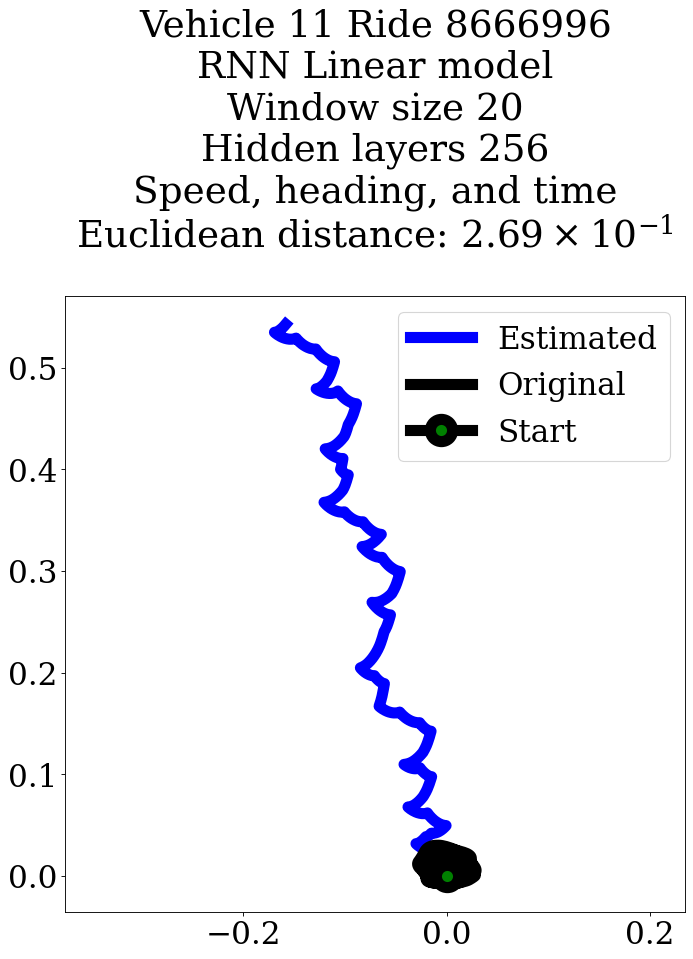 Vehicle 11 Ride 8666996
RNN Linear model
Window size 20
Hidden layers 256
Speed, heading, and time
Euclidean distance: 2.69 × 10⁻¹
Estimated
Original
Start
0.5
0.4
0.3
0.2
0.1
0.0
−0.2
0.0
0.2